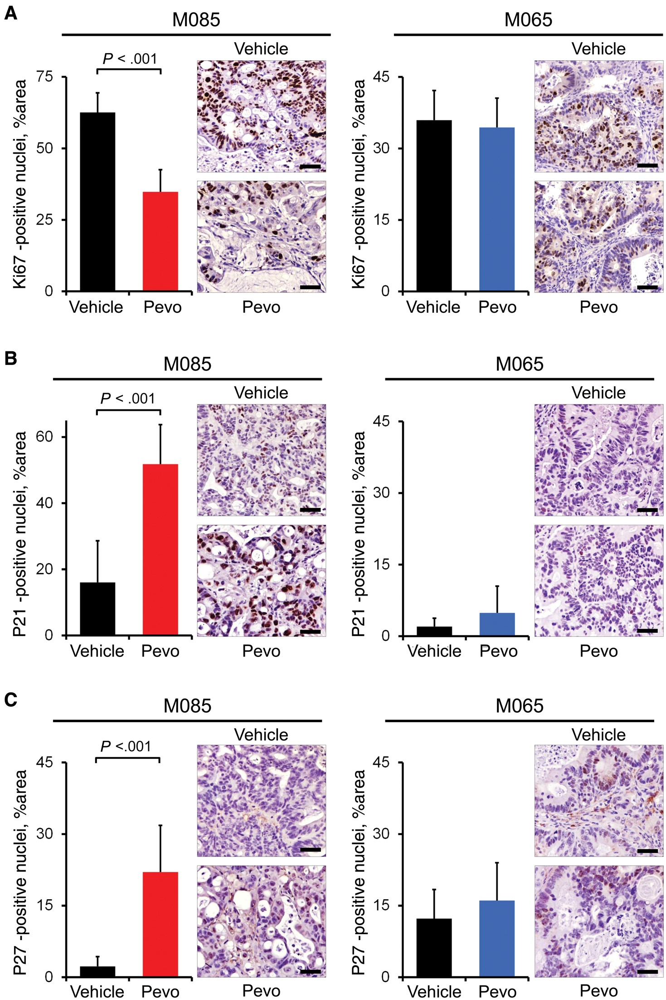 A
M085
M065
P < .001
Vehicle
Vehicle
Ki67 -positive nuclei, %area
75
50
25
0
Vehicle Pevo
Pevo
Ki67 -positive nuclei, %area
45
30
15
0
Vehicle Pevo
Pevo
B
M085
M065
P < .001
Vehicle
Vehicle
P21 -positive nuclei, %area
60
40
20
0
Vehicle Pevo
Pevo
P21 -positive nuclei, %area
45
30
15
0
Vehicle Pevo
Pevo
C
M085
M065
P <.001
Vehicle
Vehicle
P27 -positive nuclei, %area
45
30
15
0
Vehicle Pevo
Pevo
P27 -positive nuclei, %area
45
30
15
0
Vehicle Pevo
Pevo